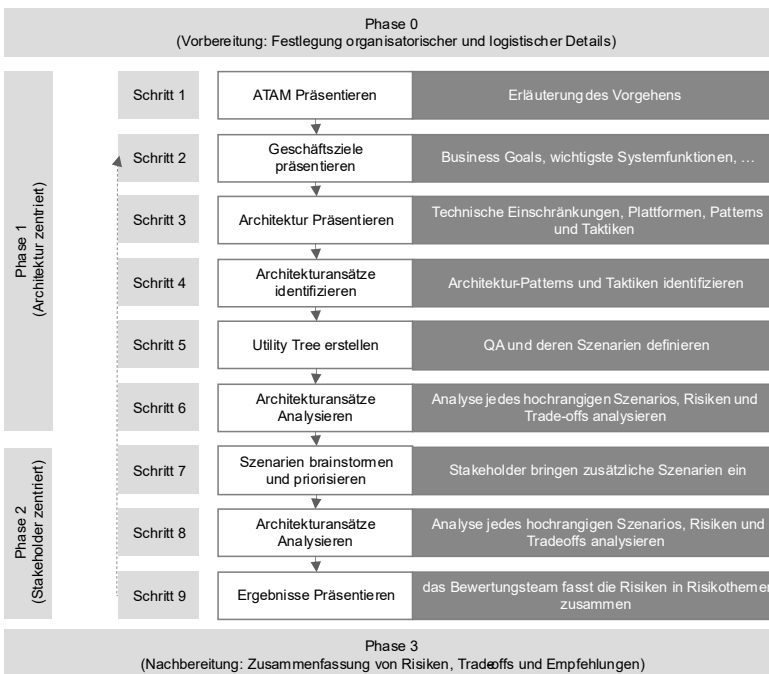 Phase 0
(Vorbereitung: Festlegung organisatorischer und logistischer Details)
Phase 1
(Architektur zentriert)
Schritt 1
ATAM Präsentieren
Erläuterung des Vorgehens
Schritt 2
Geschäftsziele
präsentieren
Business Goals, wichtigste Systemfunktionen, …
Schritt 3
Architektur Präsentieren
Technische Einschränkungen, Plattformen, Patterns
und Taktiken
Schritt 4
Architekturansätze
identifizieren
Architektur-Patterns und Taktiken identifizieren
Schritt 5
Utility Tree erstellen
QA und deren Szenarien definieren
Schritt 6
Architekturansätze
Analysieren
Analyse jedes hochrangigen Szenarios, Risiken und
Trade-offs analysieren
Phase 2
(Stakeholder zentriert)
Schritt 7
Szenarien brainstormen
und priorisieren
Stakeholder bringen zusätzliche Szenarien ein
Schritt 8
Architekturansätze
Analysieren
Analyse jedes hochrangigen Szenarios, Risiken und
Tradeoffs analysieren
Schritt 9
Ergebnisse Präsentieren
das Bewertungsteam fasst die Risiken in Risikothemen
zusammen
Phase 3
(Nachbereitung: Zusammenfassung von Risiken, Tradeoffs und Empfehlungen)